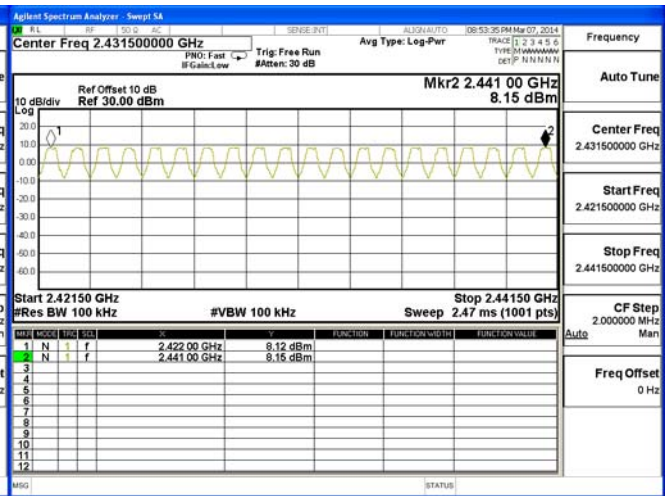 Agilent Spectrum Analyzer - Swept SA
RL RF 50 Ω AC SENSE:INT ALIGNAUTO 08:53:35 PM Mar 07, 2014
Center Freq 2.431500000 GHz
PNO: Fast
IFGain:Low
Trig: Free Run
#Atten: 30 dB
Avg Type: Log-Pwr
TRACE 1 2 3 4 5 6
TYPE MWWWWW
DET P N N N N N
Ref Offset 10 dB
10 dB/div Ref 30.00 dBm
Log
Mkr2 2.441 00 GHz
8.15 dBm
20.0
10.0
0.00
-10.0
-20.0
-30.0
-40.0
-50.0
-60.0
1
2
Start 2.42150 GHz Stop 2.44150 GHz
#Res BW 100 kHz #VBW 100 kHz Sweep 2.47 ms (1001 pts)
MKR MODE TRC SCL X Y FUNCTION FUNCTION WIDTH FUNCTION VALUE
1 N 1 f 2.422 00 GHz 8.12 dBm
2 N 1 f 2.441 00 GHz 8.15 dBm
3
4
5
6
7
8
9
10
11
12
MSG STATUS
Frequency
Auto Tune
Center Freq
2.431500000 GHz
Start Freq
2.421500000 GHz
Stop Freq
2.441500000 GHz
CF Step
2.000000 MHz
Auto Man
Freq Offset
0 Hz